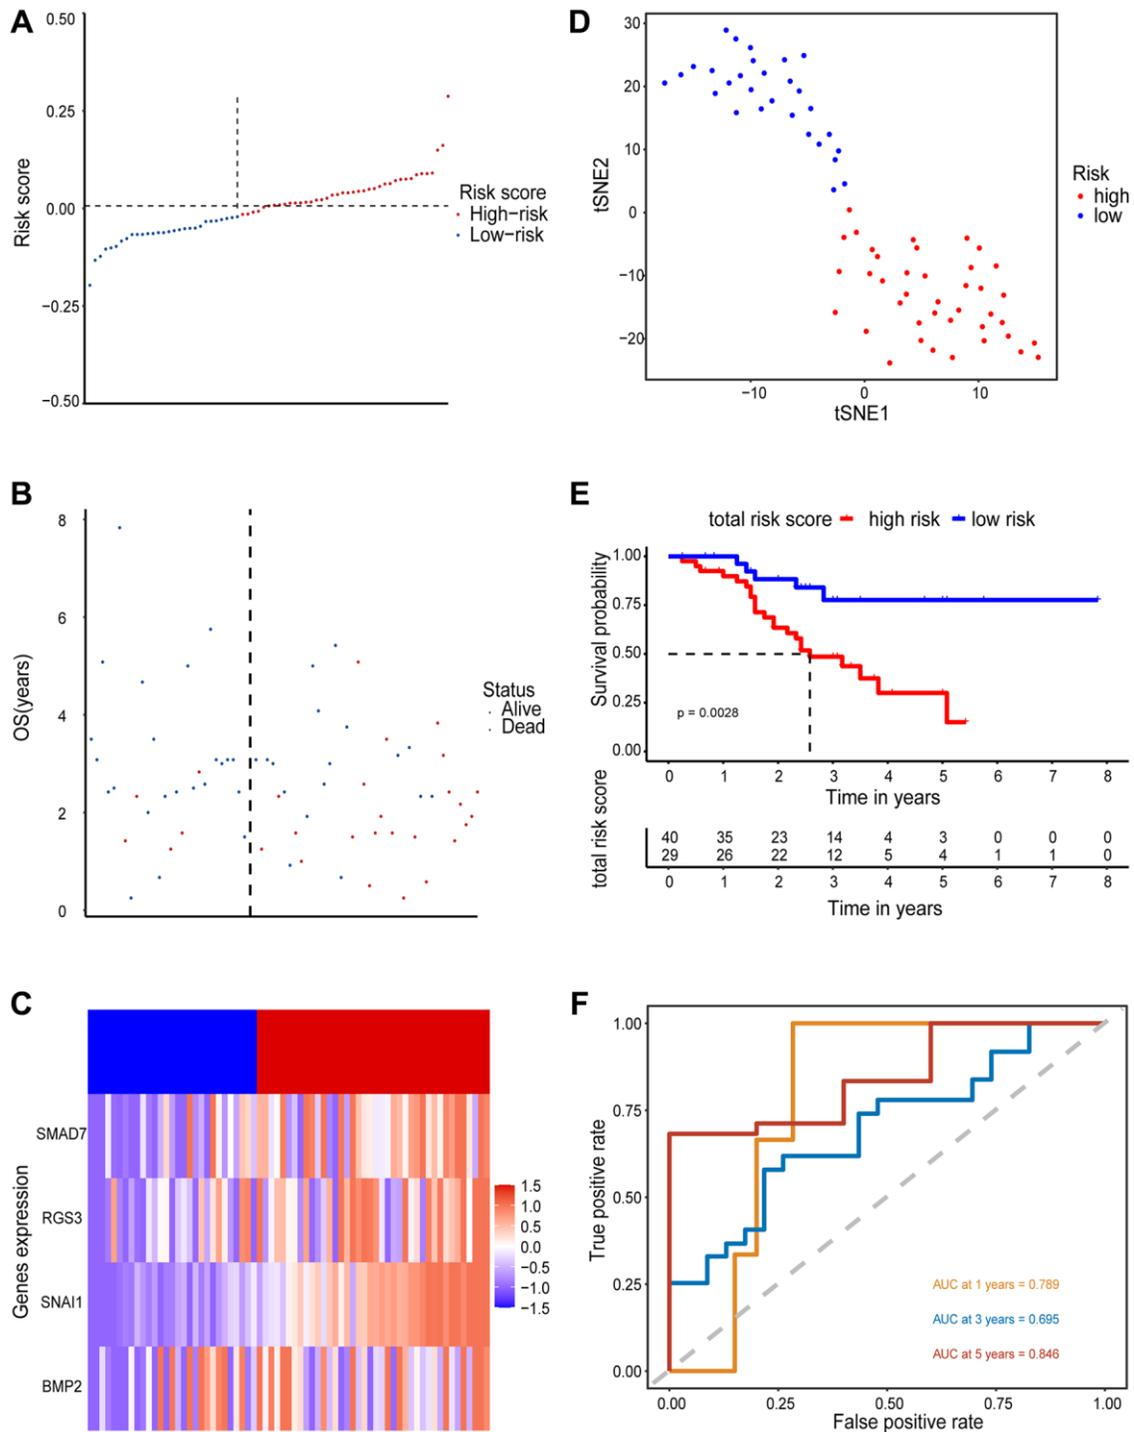 A
0.50
0.25
0.00
−0.25
−0.50
Risk score
Risk score
High−risk
Low−risk
D
30
20
10
0
−10
−20
tSNE2
−10 0 10
tSNE1
Risk
high
low
B
8
6
4
2
0
OS(years)
Status
Alive
Dead
E
total risk score high risk low risk
1.00
0.75
0.50
0.25
0.00
Survival probability
p = 0.0028
0 1 2 3 4 5 6 7 8
Time in years
total risk score
40 35 23 14 4 3 0 0 0
29 26 22 12 5 4 1 1 0
0 1 2 3 4 5 6 7 8
Time in years
C
Genes expression
SMAD7
RGS3
SNAI1
BMP2
1.5
1.0
0.5
0.0
−0.5
−1.0
−1.5
F
1.00
0.75
0.50
0.25
0.00
True positive rate
AUC at 1 years = 0.789
AUC at 3 years = 0.695
AUC at 5 years = 0.846
0.00 0.25 0.50 0.75 1.00
False positive rate